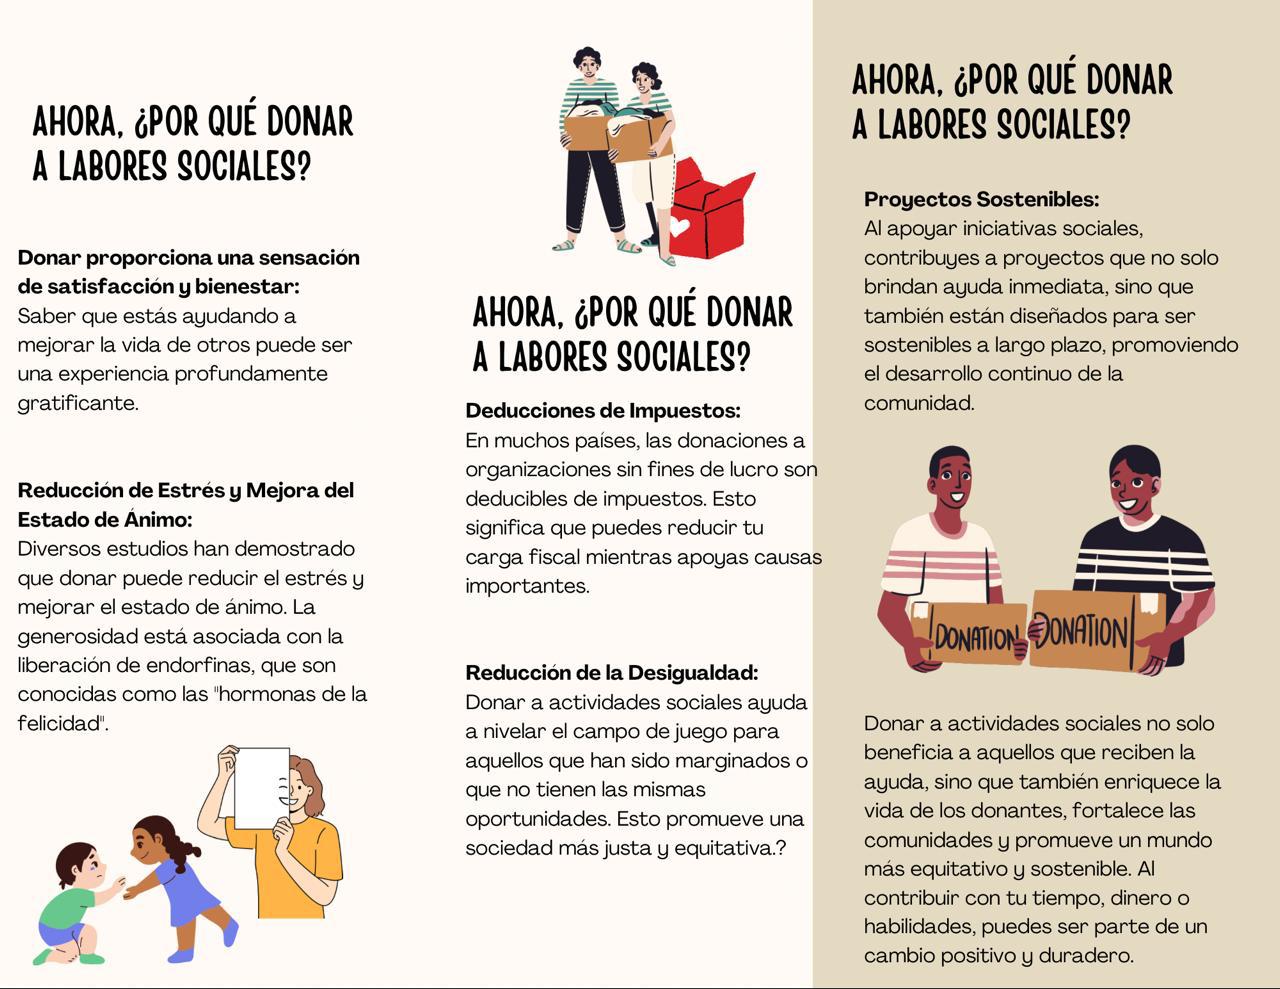 AHORA, ¿POR QUÉ DONAR
A LABORES SOCIALES?
Donar proporciona una sensación
de satisfacción y bienestar:
Saber que estás ayudando a
mejorar la vida de otros puede ser
una experiencia profundamente
gratificante.
Reducción de Estrés y Mejora del
Estado de Ánimo:
Diversos estudios han demostrado
que donar puede reducir el estrés y
mejorar el estado de ánimo. La
generosidad está asociada con la
liberación de endorfinas, que son
conocidas como las "hormonas de la
felicidad".
AHORA, ¿POR QUÉ DONAR
A LABORES SOCIALES?
Deducciones de Impuestos:
En muchos países, las donaciones a
organizaciones sin fines de lucro son
deducibles de impuestos. Esto
significa que puedes reducir tu
carga fiscal mientras apoyas causas
importantes.
Reducción de la Desigualdad:
Donar a actividades sociales ayuda
a nivelar el campo de juego para
aquellos que han sido marginados o
que no tienen las mismas
oportunidades. Esto promueve una
sociedad más justa y equitativa.?
AHORA, ¿POR QUÉ DONAR
A LABORES SOCIALES?
Proyectos Sostenibles:
Al apoyar iniciativas sociales,
contribuyes a proyectos que no solo
brindan ayuda inmediata, sino que
también están diseñados para ser
sostenibles a largo plazo, promoviendo
el desarrollo continuo de la
comunidad.
DONATION
DONATION
Donar a actividades sociales no solo
beneficia a aquellos que reciben la
ayuda, sino que también enriquece la
vida de los donantes, fortalece las
comunidades y promueve un mundo
más equitativo y sostenible. Al
contribuir con tu tiempo, dinero o
habilidades, puedes ser parte de un
cambio positivo y duradero.